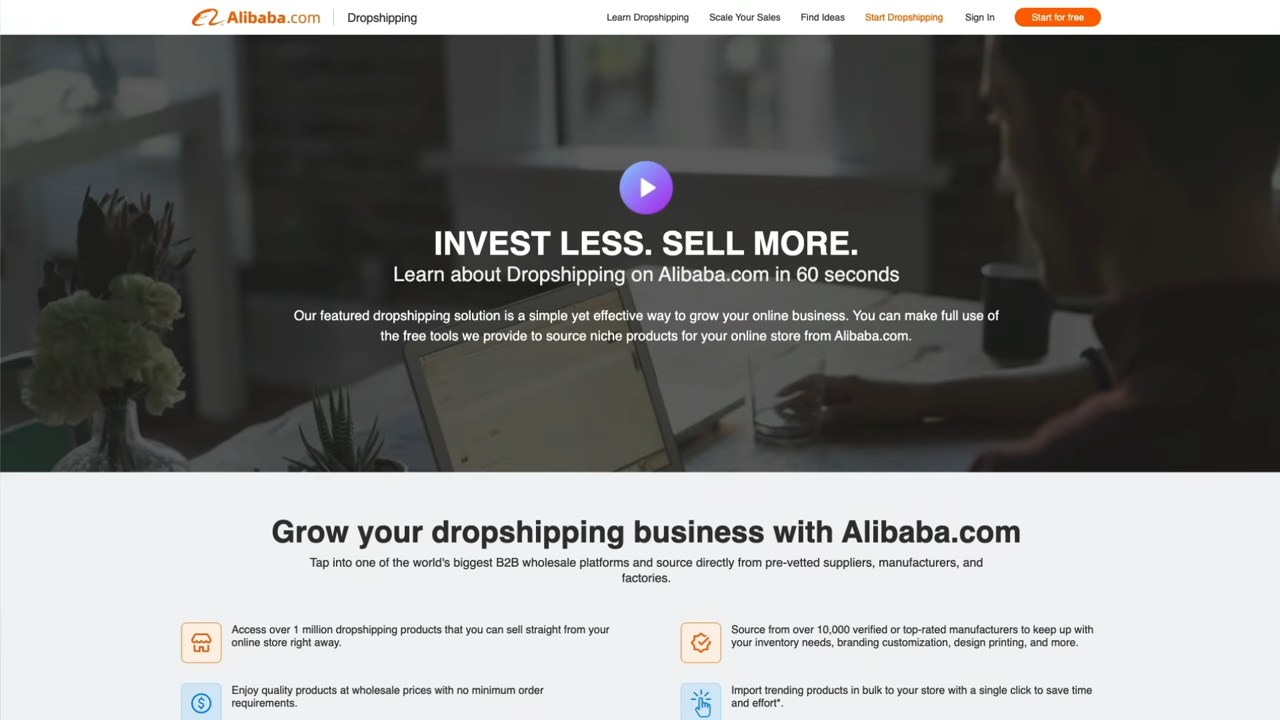 Alibaba.com Dropshipping Learn Dropshipping Scale Your Sales Find Ideas Start Dropshipping Sign In Start for free
INVEST LESS. SELL MORE.
Learn about Dropshipping on Alibaba.com in 60 seconds
Our featured dropshipping solution is a simple yet effective way to grow your online business. You can make full use of
the free tools we provide to source niche products for your online store from Alibaba.com.
Grow your dropshipping business with Alibaba.com
Tap into one of the world's biggest B2B wholesale platforms and source directly from pre-vetted suppliers, manufacturers, and
factories.
Access over 1 million dropshipping products that you can sell straight from your
online store right away.
Source from over 10,000 verified or top-rated manufacturers to keep up with
your inventory needs, branding customization, design printing, and more.
Enjoy quality products at wholesale prices with no minimum order
requirements.
Import trending products in bulk to your store with a single click to save time
and effort*.